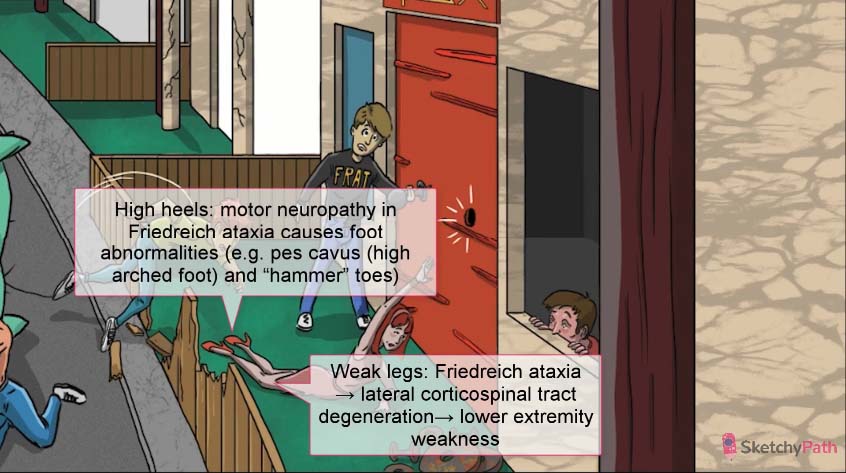 FRAT
High heels: motor neuropathy in
Friedreich ataxia causes foot
abnormalities (e.g. pes cavus (high
arched foot) and “hammer” toes)
Weak legs: Friedreich ataxia
→ lateral corticospinal tract
degeneration→ lower extremity
weakness
SketchyPath